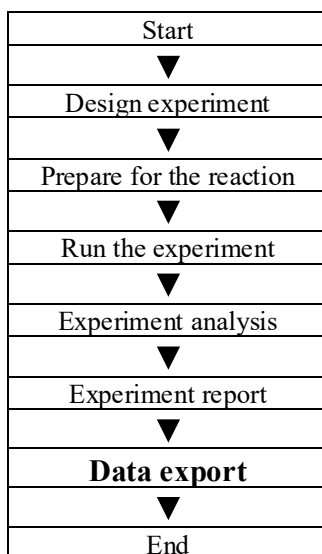 Start
▼
Design experiment
▼
Prepare for the reaction
▼
Run the experiment
▼
Experiment analysis
▼
Experiment report
▼
Data export
▼
End